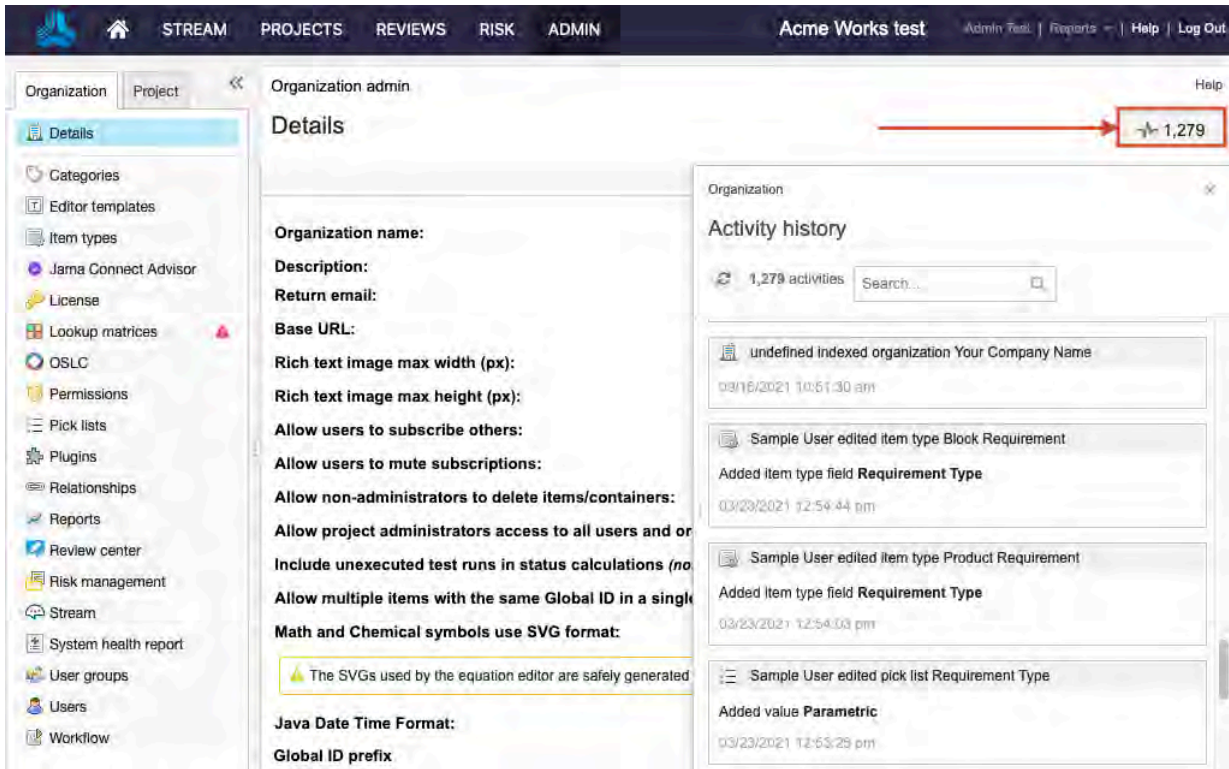 STREAM PROJECTS REVIEWS RISK ADMIN Acme Works test Admin Test | Reports | Help | Log Out
Organization Project
Organization admin
Help
Details
1,279
Details
Categories
Editor templates
Item types
Jama Connect Advisor
License
Lookup matrices
OSLC
Permissions
Pick lists
Plugins
Relationships
Reports
Review center
Risk management
Stream
System health report
User groups
Users
Workflow
Organization name:
Description:
Return email:
Base URL:
Rich text image max width (px):
Rich text image max height (px):
Allow users to subscribe others:
Allow users to mute subscriptions:
Allow non-administrators to delete items/containers:
Allow project administrators access to all users and or
Include unexecuted test runs in status calculations (no
Allow multiple items with the same Global ID in a single
Math and Chemical symbols use SVG format:
The SVGs used by the equation editor are safely generated
Java Date Time Format:
Global ID prefix
Organization
Activity history
1,279 activities Search...
undefined indexed organization Your Company Name
03/16/2021 10:51:30 am
Sample User edited item type Block Requirement
Added item type field Requirement Type
03/23/2021 12:54:44 pm
Sample User edited item type Product Requirement
Added item type field Requirement Type
03/23/2021 12:54:03 pm
Sample User edited pick list Requirement Type
Added value Parametric
03/23/2021 12:53:25 pm